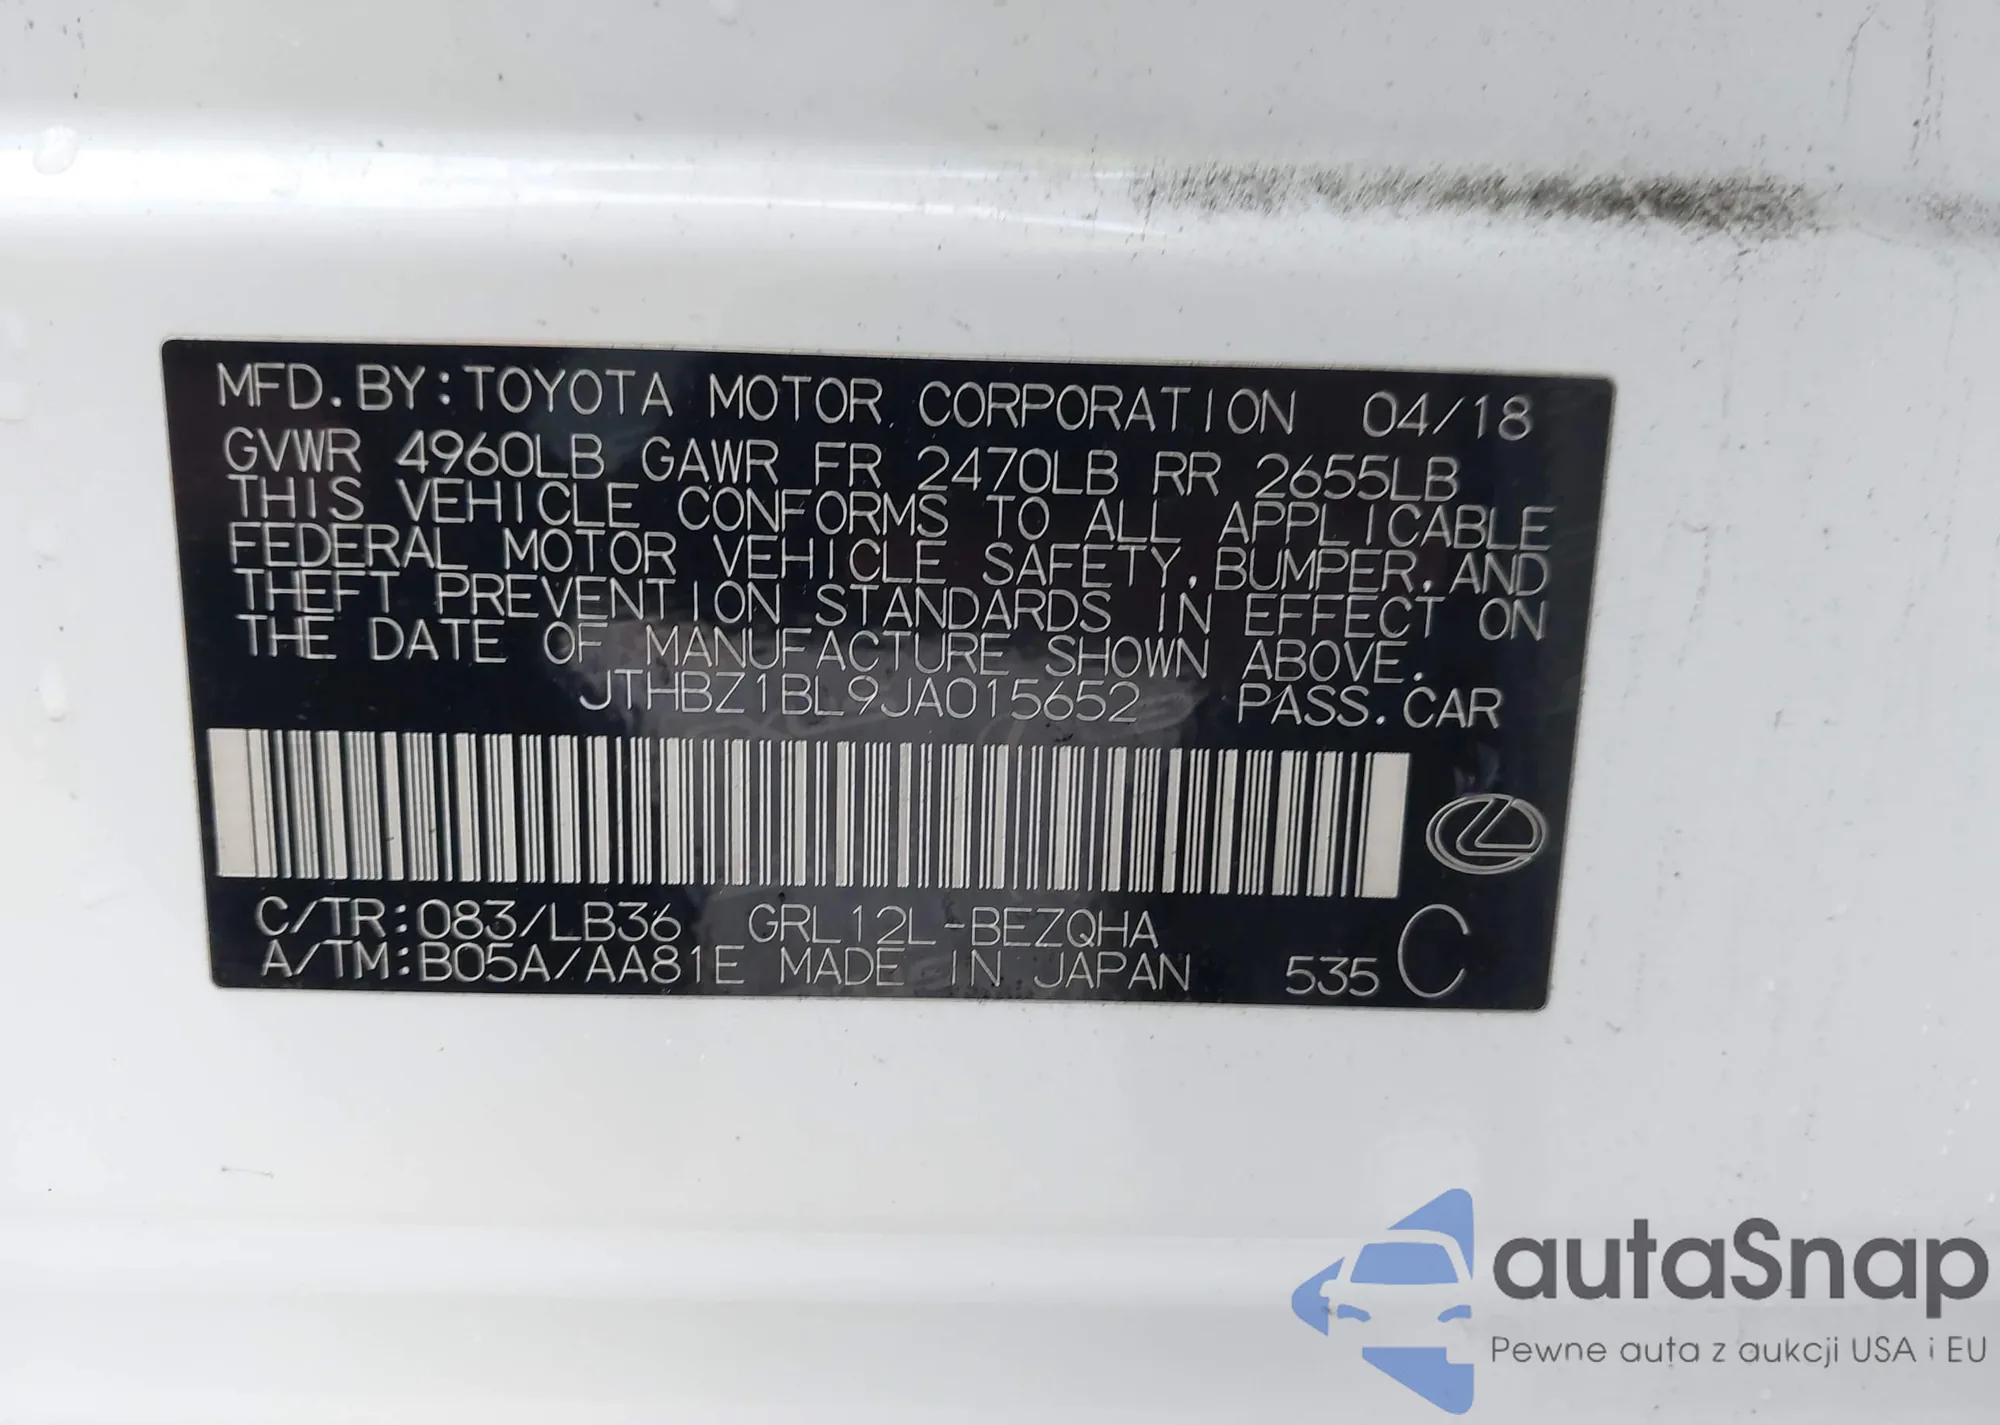 MFD. BY: TOYOTA MOTOR CORPORATION 04/18
GVWR 4960LB GAWR FR 2470LB RR 2655LB
THIS VEHICLE CONFORMS TO ALL APPLICABLE
FEDERAL MOTOR VEHICLE SAFETY, BUMPER, AND
THEFT PREVENTION STANDARDS IN EFFECT ON
THE DATE OF MANUFACTURE SHOWN ABOVE.
JTHBZ1BL9JA015652 PASS. CAR
C/TR: 083/LB36 GRL12L-BEZQHA
A/TM: B05A/AA81E MADE IN JAPAN 535 C
autaSnap
Pewne auta z aukcji USA i EU